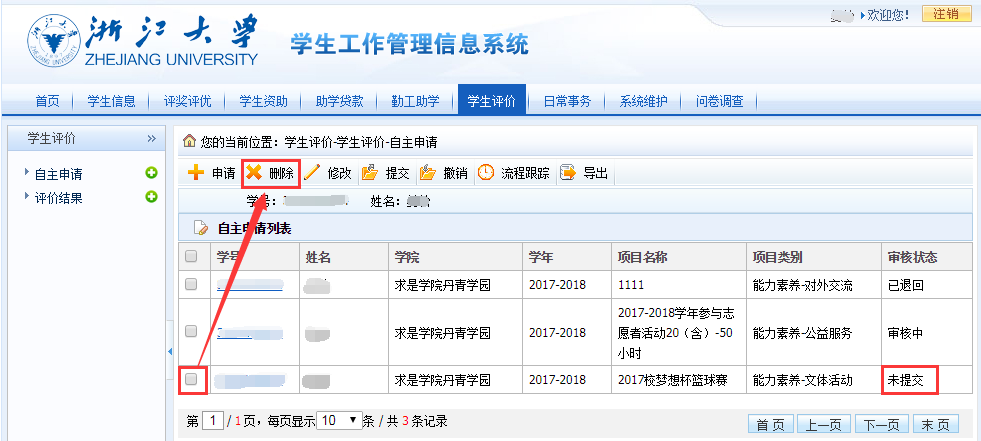 欢迎您! 注销
浙江大学
ZHEJIANG UNIVERSITY
学生工作管理信息系统
首页 学生信息 评奖评优 学生资助 助学贷款 勤工助学 学生评价 日常事务 系统维护 问卷调查
学生评价 >>
自主申请
评价结果
您的当前位置：学生评价-学生评价-自主申请
申请 删除 修改 提交 撤销 流程跟踪 导出
学号： 姓名：
自主申请列表
学号 姓名 学院 学年 项目名称 项目类别 审核状态
求是学院丹青学园 2017-2018 1111 能力素养-对外交流 已退回
求是学院丹青学园 2017-2018 2017-2018学年参与志
愿者活动20（含）-50
小时 能力素养-公益服务 审核中
求是学院丹青学园 2017-2018 2017校梦想杯篮球赛 能力素养-文体活动 未提交
第 1 / 1页，每页显示 10 条 / 共 3 条记录
首 页 上一页 下一页 末 页